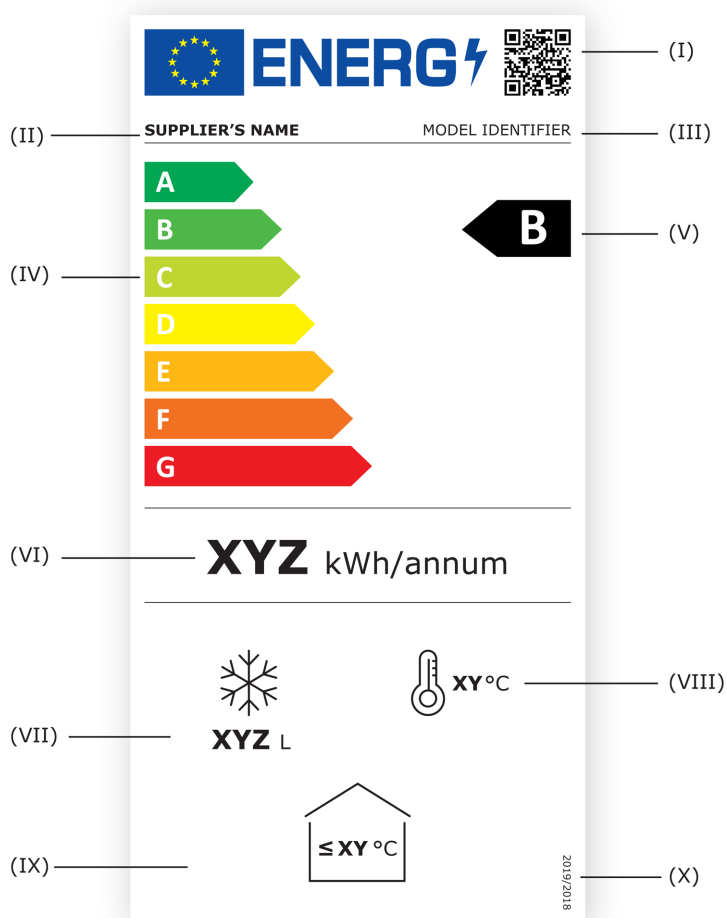 ENERG
(I)
(II)
SUPPLIER'S NAME
MODEL IDENTIFIER
(III)
A
B
B
(V)
(IV)
C
D
E
F
G
(VI)
XYZ kWh/annum
XY°C
(VIII)
(VII)
XYZ L
≤ XY °C
(IX)
2019/2018
(X)